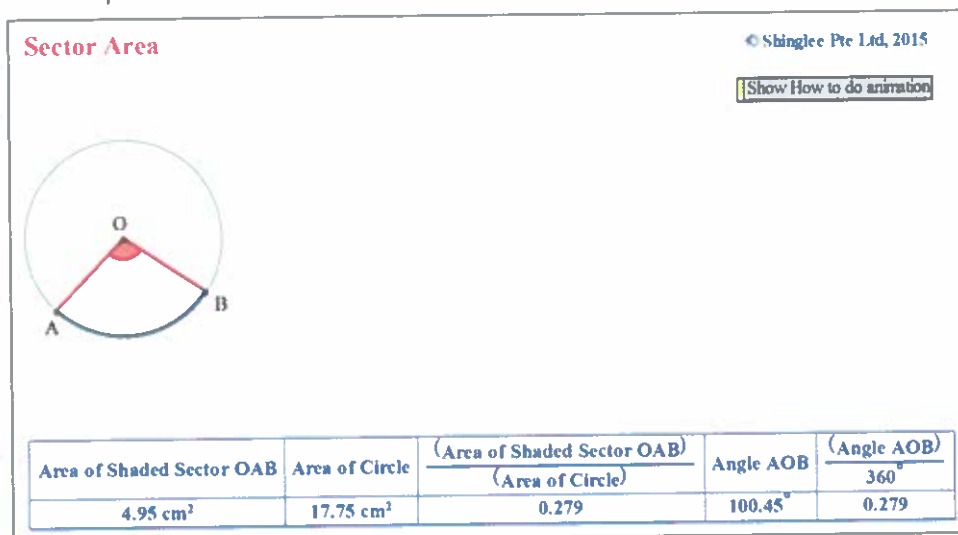 Sector Area
© Shinglee Pte Ltd, 2015
Show How to do animation
O
B
A
Area of Shaded Sector OAB
Area of Circle
(Area of Shaded Sector OAB)
(Area of Circle)
Angle AOB
(Angle AOB)
360°
4.95 cm²
17.75 cm²
0.279
100.45°
0.279